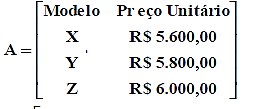 Modelo Preço Unitário
X R$ 5.600,00
A = Y R$ 5.800,00
Z R$ 6.000,00